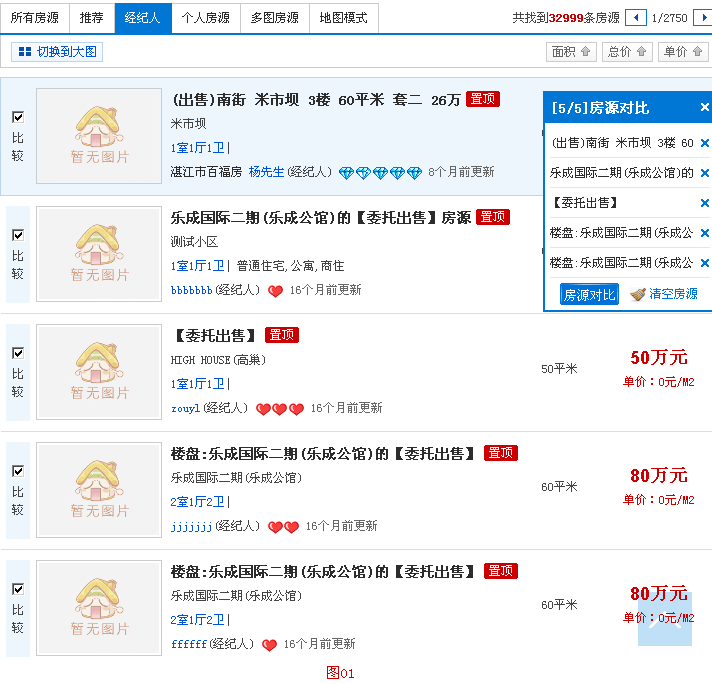 所有房源 推荐 经纪人 个人房源 多图房源 地图模式 共找到32999条房源 1/2750
切换到大图 面积 总价 单价
(出售)南街 米市坝 3楼 60平米 套二 26万 置顶
米市坝
1室1厅1卫|
湛江市百福房 杨先生(经纪人) 8个月前更新
比较
暂无图片
[5/5]房源对比 ×
(出售)南街 米市坝 3楼 60 ×
乐成国际二期(乐成公馆)的 ×
【委托出售】 ×
楼盘:乐成国际二期(乐成公 ×
楼盘:乐成国际二期(乐成公 ×
房源对比 清空房源
乐成国际二期(乐成公馆)的【委托出售】房源 置顶
测试小区
1室1厅1卫| 普通住宅,公寓,商住
bbbbbbb(经纪人) 16个月前更新
比较
暂无图片
【委托出售】 置顶
HIGH HOUSE(高巢)
1室1厅1卫|
zouyl(经纪人) 16个月前更新
比较
暂无图片
50平米
50万元
单价：0元/M2
楼盘:乐成国际二期(乐成公馆)的【委托出售】 置顶
乐成国际二期(乐成公馆)
2室1厅2卫|
jjjjjjj(经纪人) 16个月前更新
比较
暂无图片
60平米
80万元
单价：0元/M2
楼盘:乐成国际二期(乐成公馆)的【委托出售】 置顶
乐成国际二期(乐成公馆)
2室1厅2卫|
ffffff(经纪人) 16个月前更新
比较
暂无图片
60平米
80万元
单价：0元/M2
图01